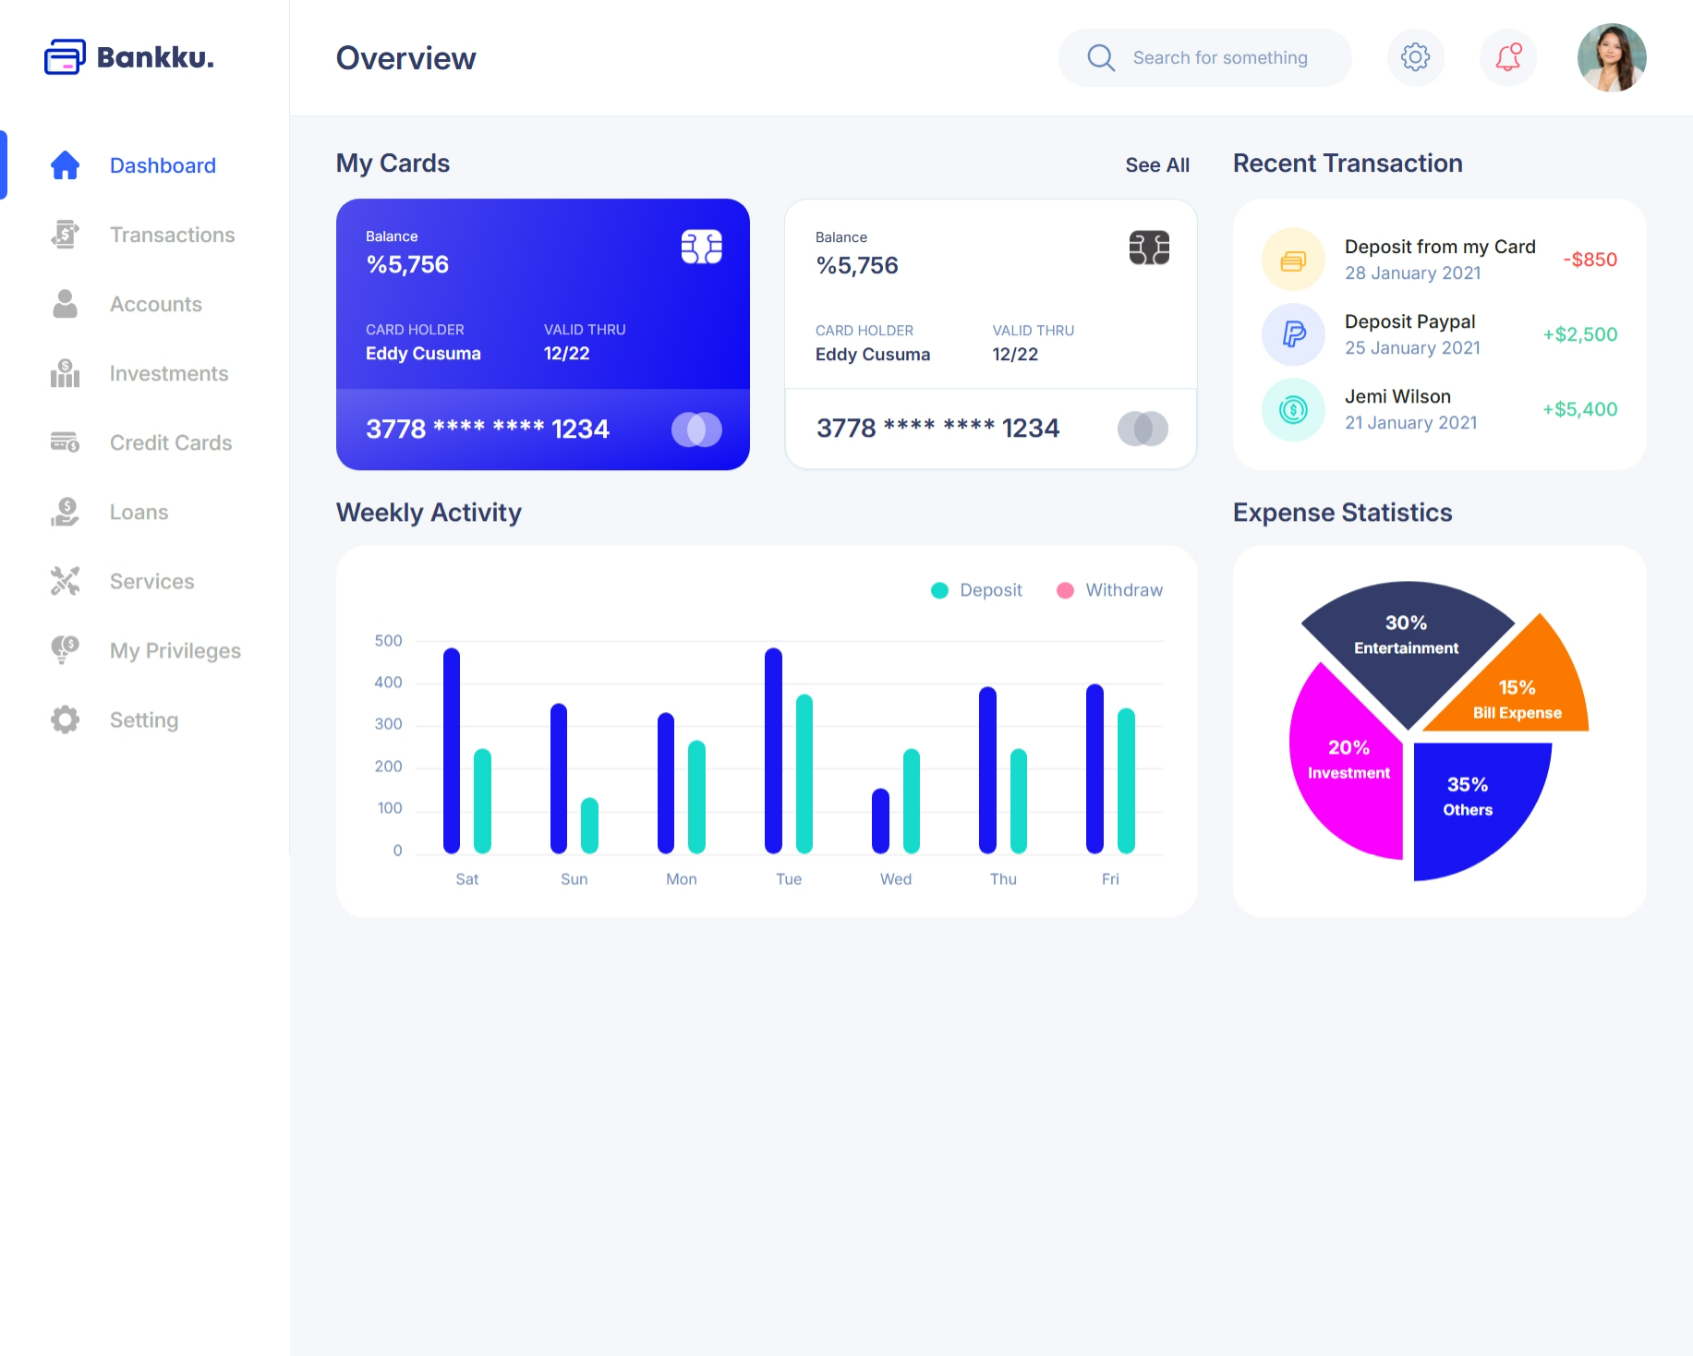 Bankku.
Overview
Search for something
Dashboard
Transactions
Accounts
Investments
Credit Cards
Loans
Services
My Privileges
Setting
My Cards
See All
Balance
%5,756
CARD HOLDER
VALID THRU
Eddy Cusuma
12/22
3778 **** **** 1234
Balance
%5,756
CARD HOLDER
VALID THRU
Eddy Cusuma
12/22
3778 **** **** 1234
Recent Transaction
Deposit from my Card
28 January 2021
-$850
Deposit Paypal
25 January 2021
+$2,500
Jemi Wilson
21 January 2021
+$5,400
Weekly Activity
Deposit
Withdraw
500
400
300
200
100
0
Sat
Sun
Mon
Tue
Wed
Thu
Fri
Expense Statistics
30%
Entertainment
15%
Bill Expense
20%
Investment
35%
Others